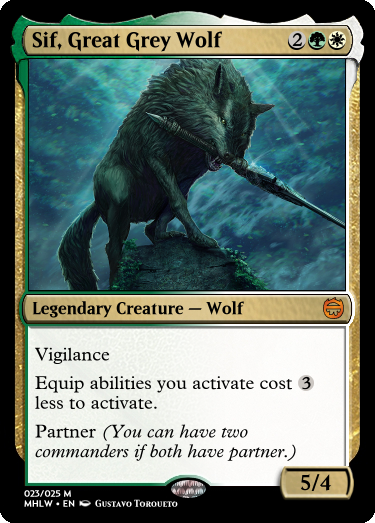 Sif, Great Grey Wolf 2
Legendary Creature — Wolf
Vigilance
Equip abilities you activate cost 3
less to activate.
Partner (You can have two
commanders if both have partner.)
5/4
023/025 M
MHLW • EN Gustavo Torqueto